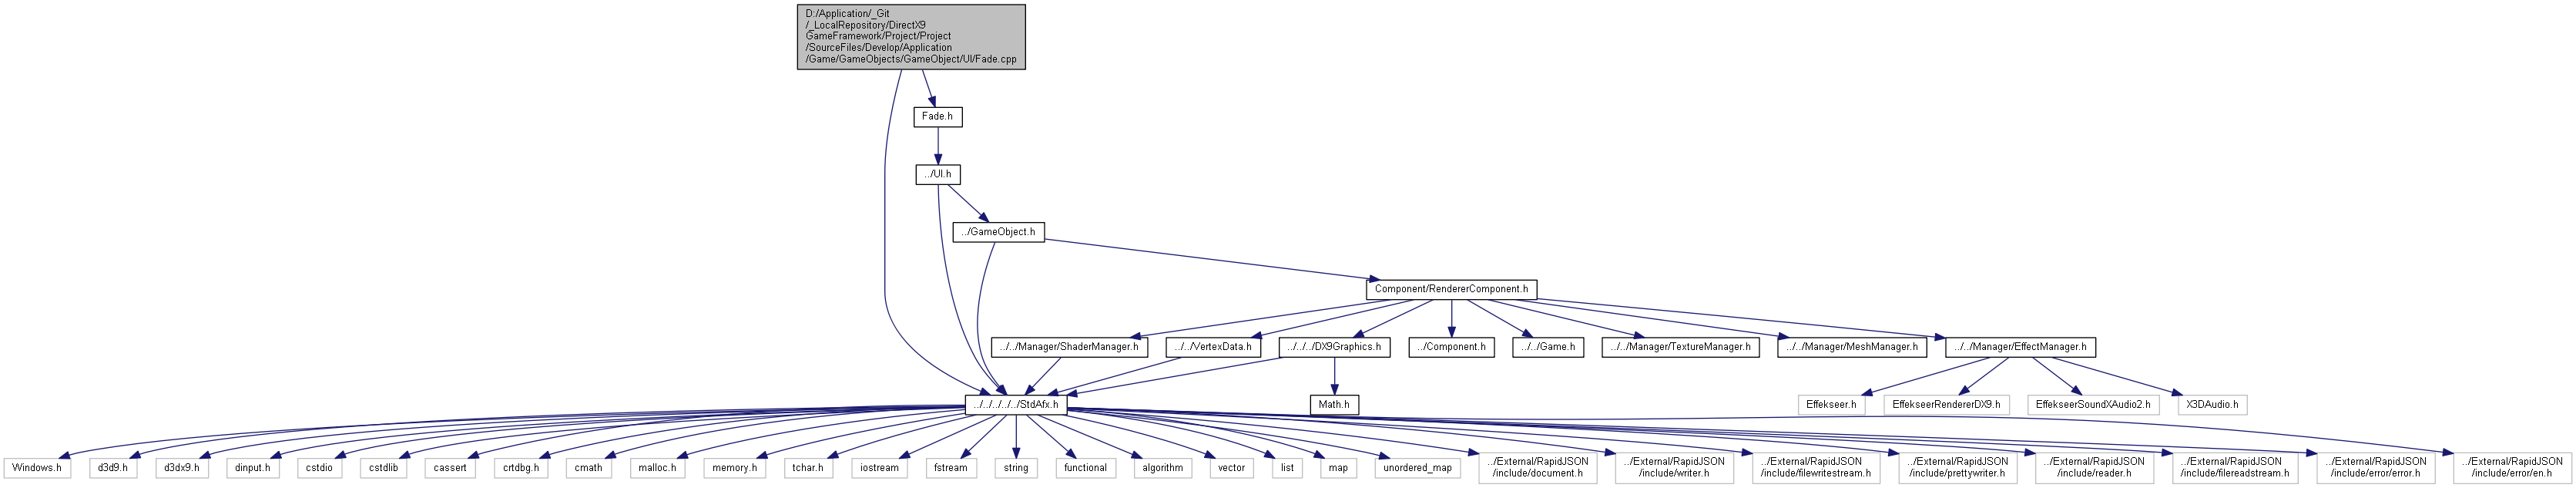 D:/Application/_Git
/_LocalRepository/DirectX9
GameFramework/Project/Project
/SourceFiles/Develop/Application
/Game/GameObjects/GameObject/UI/Fade.cpp
Fade.h
../UI.h
../GameObject.h
Component/RendererComponent.h
../../Manager/ShaderManager.h
../../VertexData.h
../../../DX9Graphics.h
../Component.h
../../Game.h
../../Manager/TextureManager.h
../../Manager/MeshManager.h
../../Manager/EffectManager.h
../../../../../StdAfx.h
Math.h
Effekseer.h
EffekseerRendererDX9.h
EffekseerSoundXAudio2.h
X3DAudio.h
Windows.h
d3d9.h
d3dx9.h
dinput.h
cstdio
cstdlib
cassert
crtdbg.h
cmath
malloc.h
memory.h
tchar.h
iostream
fstream
string
functional
algorithm
vector
list
map
unordered_map
../External/RapidJSON
/include/document.h
../External/RapidJSON
/include/writer.h
../External/RapidJSON
/include/filewritestream.h
../External/RapidJSON
/include/prettywriter.h
../External/RapidJSON
/include/reader.h
../External/RapidJSON
/include/filereadstream.h
../External/RapidJSON
/include/error/error.h
../External/RapidJSON
/include/error/en.h